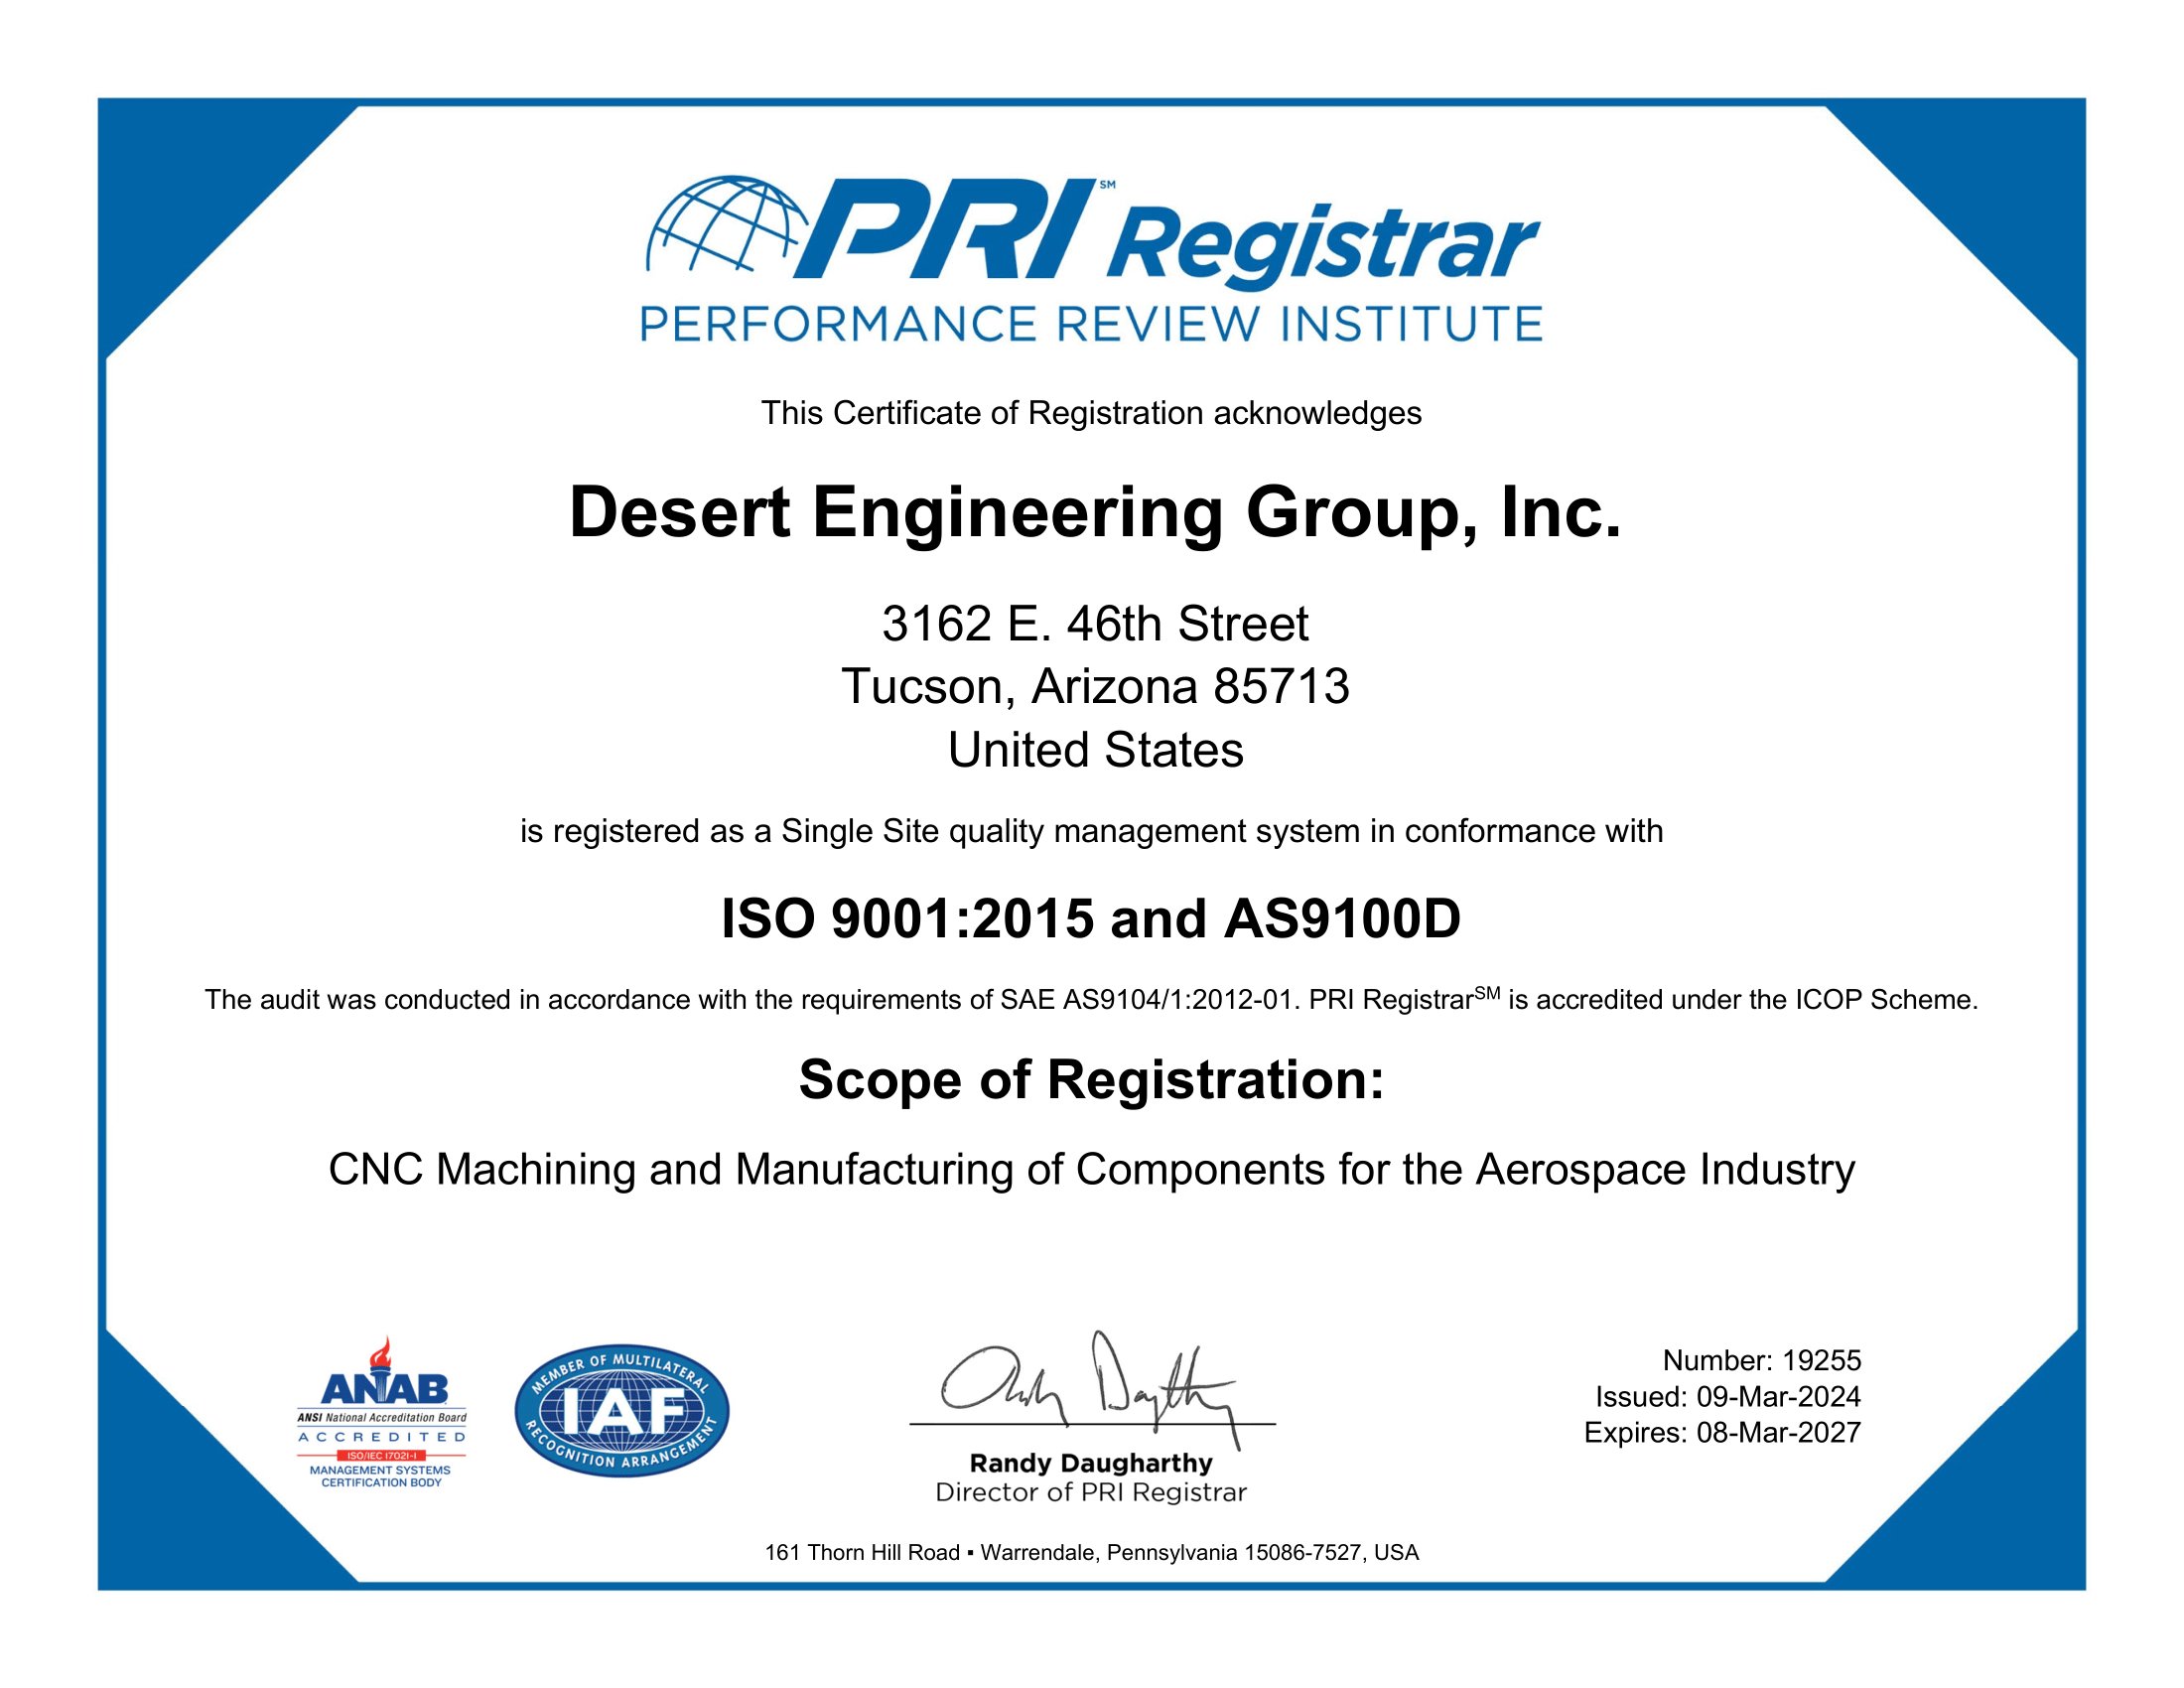 PRI SM Registrar
PERFORMANCE REVIEW INSTITUTE
This Certificate of Registration acknowledges
Desert Engineering Group, Inc.
3162 E. 46th Street
Tucson, Arizona 85713
United States
is registered as a Single Site quality management system in conformance with
ISO 9001:2015 and AS9100D
The audit was conducted in accordance with the requirements of SAE AS9104/1:2012-01. PRI Registrar SM is accredited under the ICOP Scheme.
Scope of Registration:
CNC Machining and Manufacturing of Components for the Aerospace Industry
ANAB
ANSI National Accreditation Board
ACCREDITED
ISO/IEC 17021-1
MANAGEMENT SYSTEMS
CERTIFICATION BODY
MEMBER OF MULTILATERAL
IAF
RECOGNITION ARRANGEMENT
Randy Daugharthy
Director of PRI Registrar
Number: 19255
Issued: 09-Mar-2024
Expires: 08-Mar-2027
161 Thorn Hill Road ▪ Warrendale, Pennsylvania 15086-7527, USA